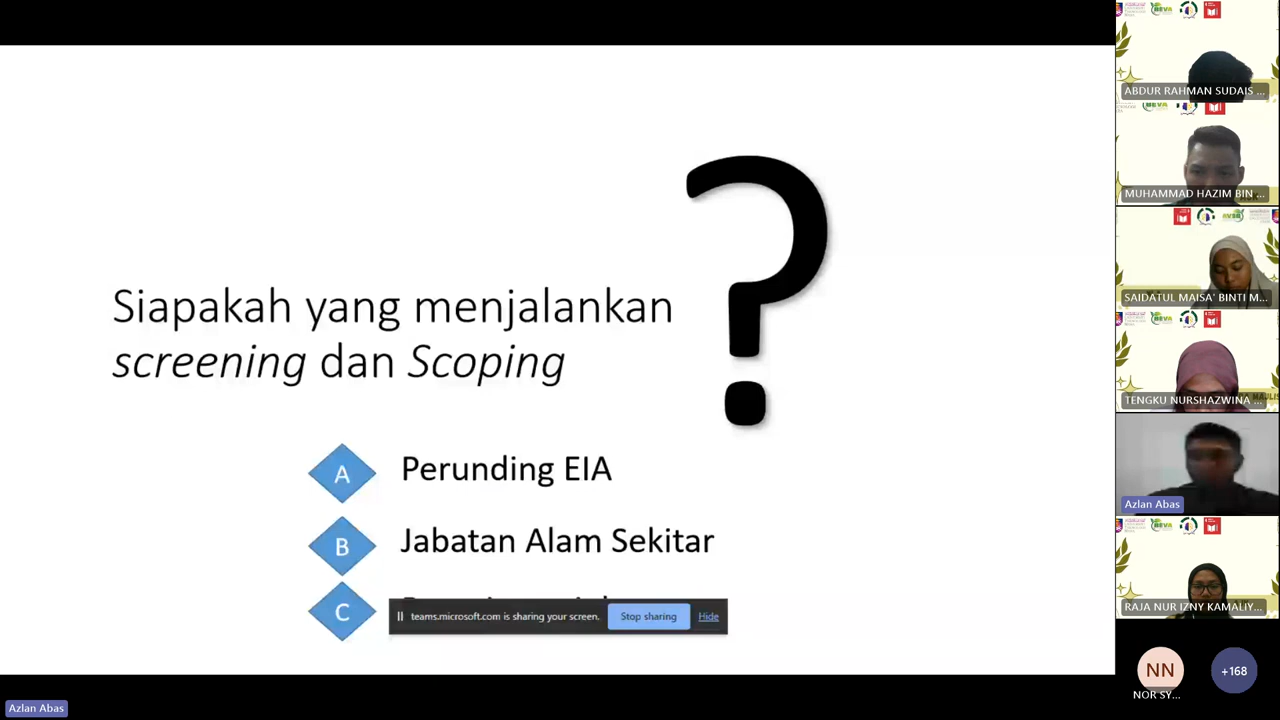 Siapakah yang menjalankan
screening dan Scoping
?
A Perunding EIA
B Jabatan Alam Sekitar
C
teams.microsoft.com is sharing your screen. Stop sharing Hide
ABDUR RAHMAN SUDAIS ...
MUHAMMAD HAZIM BIN ...
SAIDATUL MAISA' BINTI M...
TENGKU NURSHAZWINA ...
Azlan Abas
RAJA NUR IZNY KAMALIY...
NN
NOR SY...
+168
Azlan Abas